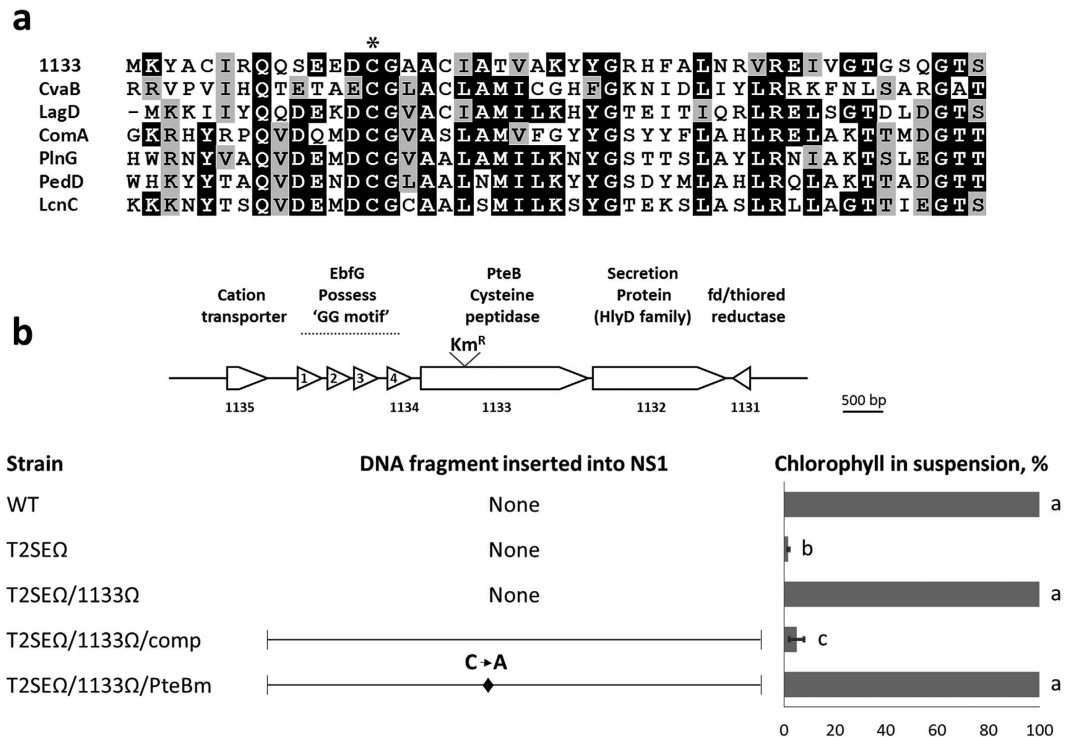 a
*
1133 MKYACIRQQSEEDCGAACIATVAKYYGRHFALNRVREIVGTGSQGTS
CvaB RRVPVIHQTETAECGLACLAMICGHFGKNIDLIYLRRKFNLSARGAT
LagD -MKKIIYQQDEKDCGVACIAMILKHYGTEITIQRLRELSGTDLDGTS
ComA GKRHYRPQVDQMDCGVASLAMVFGYYGSYYFLAHLRELAKTTMDGTT
PlnG HWRNYVAQVDEMDCGVAALAMILKNYGSTTSLAYLRNIAKTSLEGTT
PedD WHKYYTAQVDENDCGLAALNMILKYYGSDYMLAHLRQLAKTTADGTT
LcnC KKKNYTSQVDEMDCGCAALSMILKSYGTEKSLASLRLLAGTTIEGTS
b
Cation
transporter
EbfG
Possess
‘GG motif’
PteB
Cysteine
peptidase
Secretion
Protein
(HlyD family)
fd/thiored
reductase
KmR
1 2 3 4
1135 1134 1133 1132 1131
500 bp
Strain DNA fragment inserted into NS1 Chlorophyll in suspension, %
WT None a
T2SEΩ None b
T2SEΩ/1133Ω None a
T2SEΩ/1133Ω/comp c
C→A
T2SEΩ/1133Ω/PteBm a
0 20 40 60 80 100